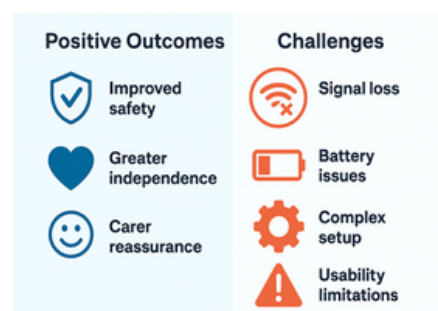 Positive Outcomes
Improved
safety
Greater
independence
Carer
reassurance
Challenges
Signal loss
Battery
issues
Complex
setup
Usability
limitations